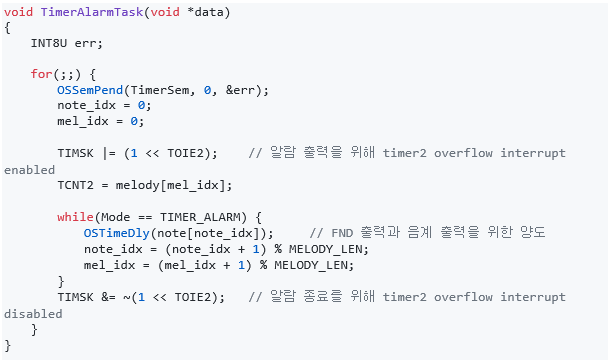 void TimerAlarmTask(void *data)
{
    INT8U err;

    for(;;) {
        OSSemPend(TimerSem, 0, &err);
        note_idx = 0;
        mel_idx = 0;

        TIMSK |= (1 << TOIE2);    // 알람 출력을 위해 timer2 overflow interrupt
enabled
        TCNT2 = melody[mel_idx];

        while(Mode == TIMER_ALARM) {
            OSTimeDly(note[note_idx]);     // FND 출력과 음계 출력을 위한 양도
            note_idx = (note_idx + 1) % MELODY_LEN;
            mel_idx = (mel_idx + 1) % MELODY_LEN;
        }
        TIMSK &= ~(1 << TOIE2);   // 알람 종료를 위해 timer2 overflow interrupt
disabled
    }
}